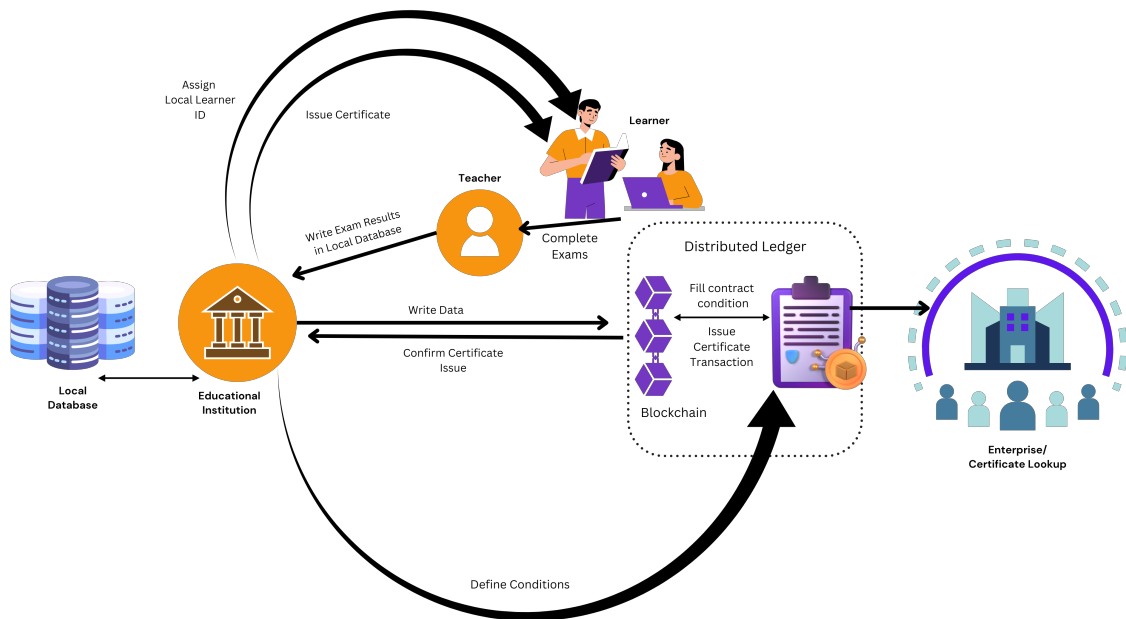 Assign
Local Learner
ID
Issue Certificate
Learner
Teacher
Write Exam Results
in Local Database
Complete
Exams
Distributed Ledger
Fill contract
condition
Write Data
Issue
Certificate
Transaction
Confirm Certificate
Issue
Blockchain
Local
Database
Educational
Institution
Enterprise/
Certificate Lookup
Define Conditions